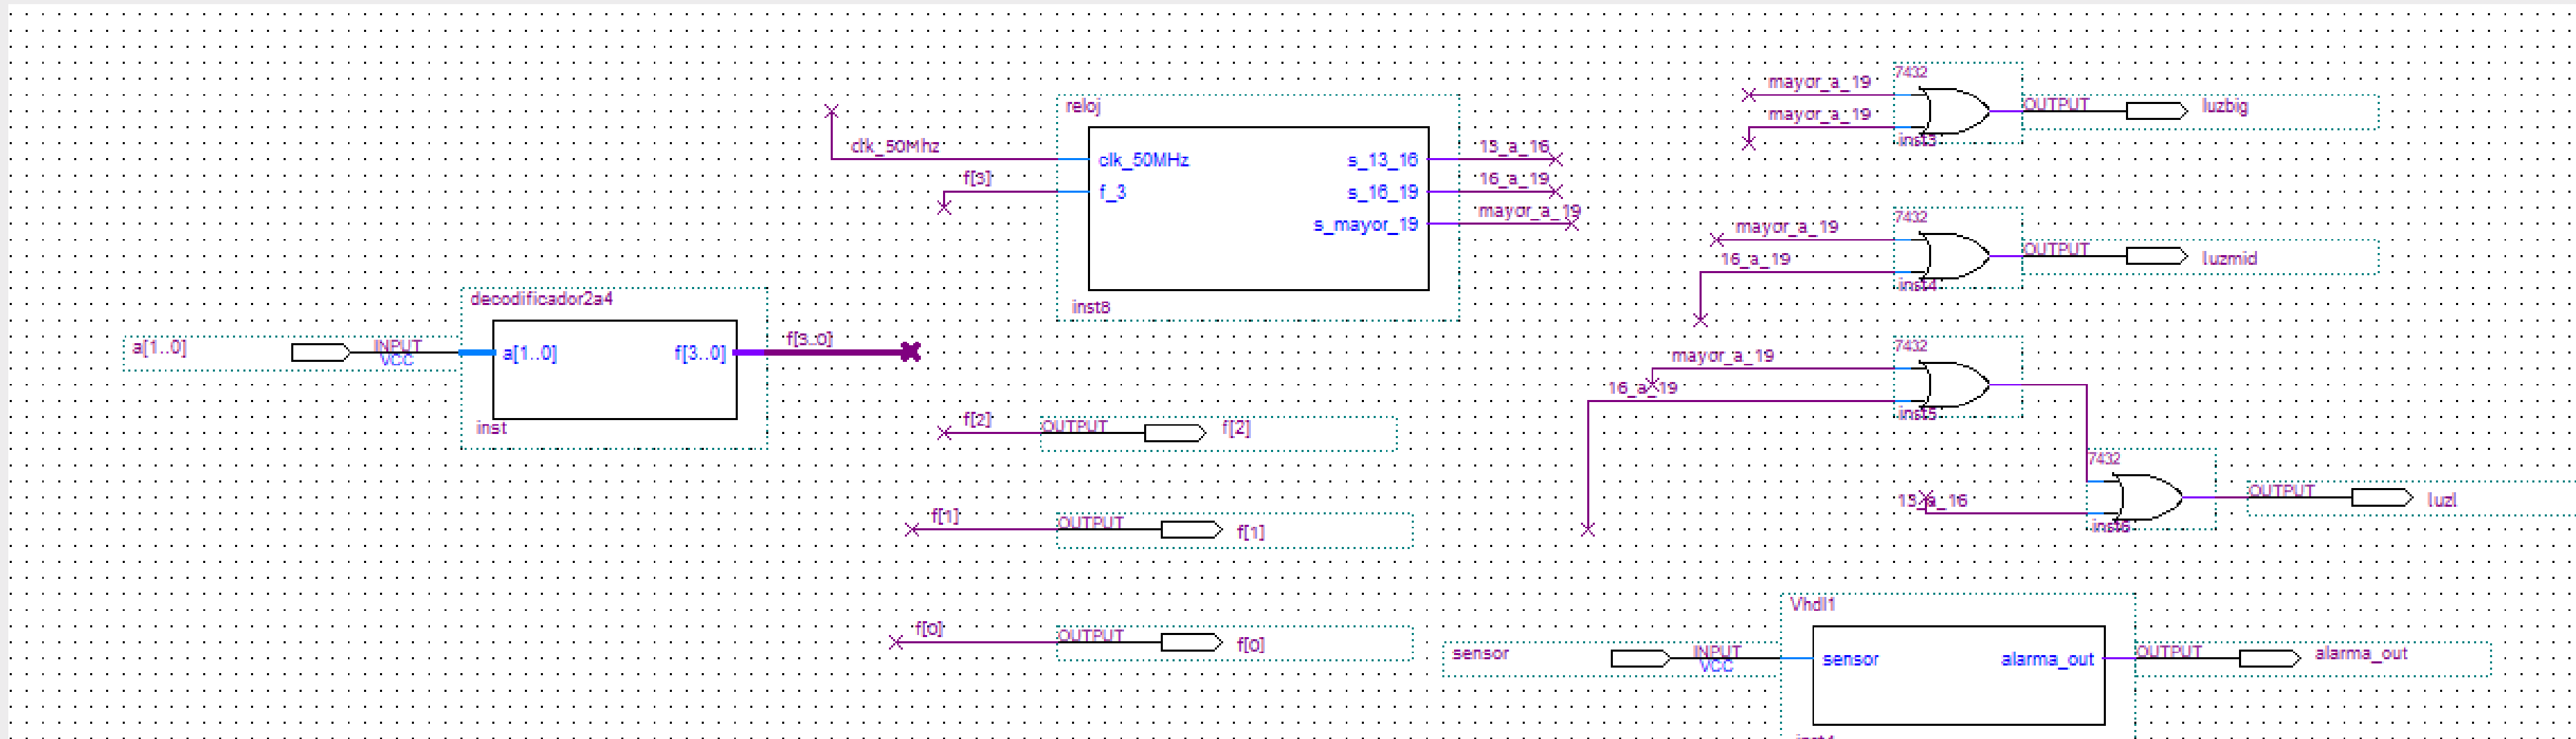 a[1..0]
INPUT
VCC
decodificador2a4
a[1..0]
f[3..0]
inst
f[3..0]
clk_50Mhz
f[3]
reloj
clk_50MHz
f_3
s_13_16
s_16_19
s_mayor_19
inst8
13_a_16
16_a_19
mayor_a_19
f[2]
OUTPUT
f[2]
f[1]
OUTPUT
f[1]
f[0]
OUTPUT
f[0]
mayor_a_19
mayor_a_19
7432
inst3
OUTPUT
luzbig
mayor_a_19
16_a_19
7432
inst4
OUTPUT
luzmid
mayor_a_19
16_a_19
7432
inst5
13_a_16
7432
inst6
OUTPUT
luzl
sensor
INPUT
VCC
Vhdl1
sensor
alarma_out
OUTPUT
alarma_out